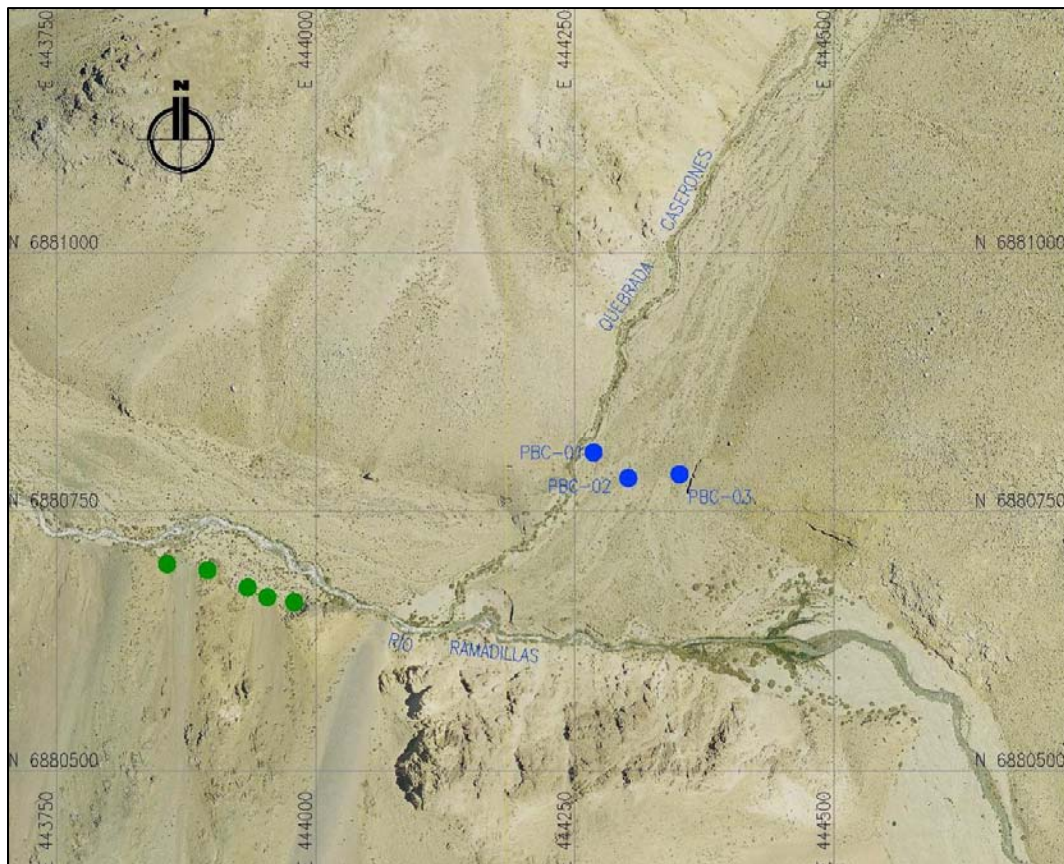 E 443750
E 444000
E 444250
E 444500
N
QUEBRADA CASERONES
N 6881000
N 6881000
PBC-01
PBC-02
PBC-03
N 6880750
N 6880750
RÍO RAMADILLAS
N 6880500
N 6880500
443750
E 444000
444250
E 444500